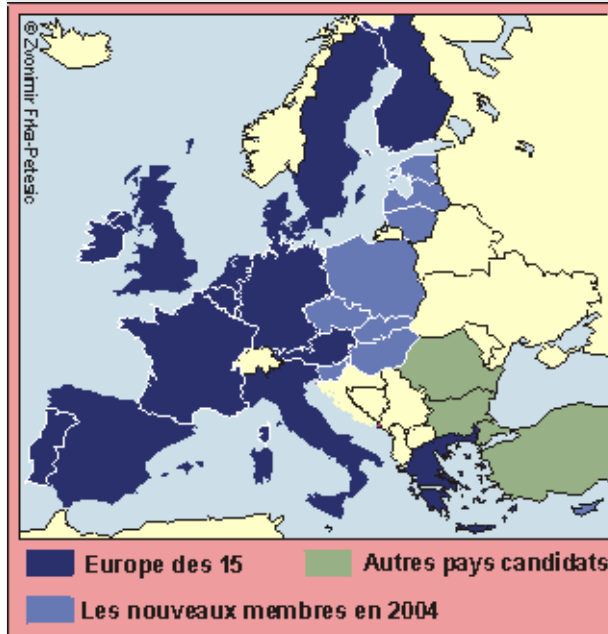 © Zvonimir Frka-Petesic
Europe des 15
Autres pays candidats
Les nouveaux membres en 2004